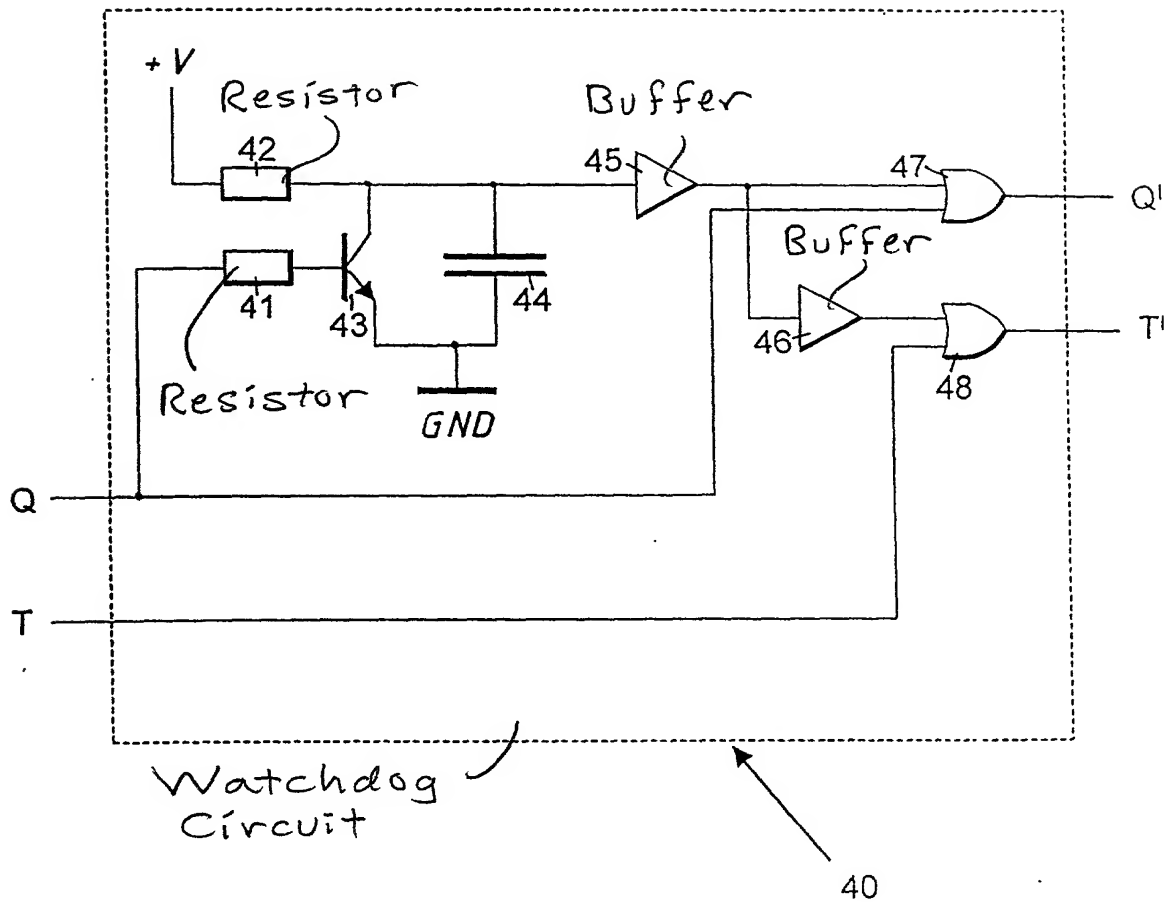 +V
Resistor
42
Buffer
45
47
Q'
Buffer
41
43
44
46
T'
48
Resistor
GND
Q
T
Watchdog
Circuit
40